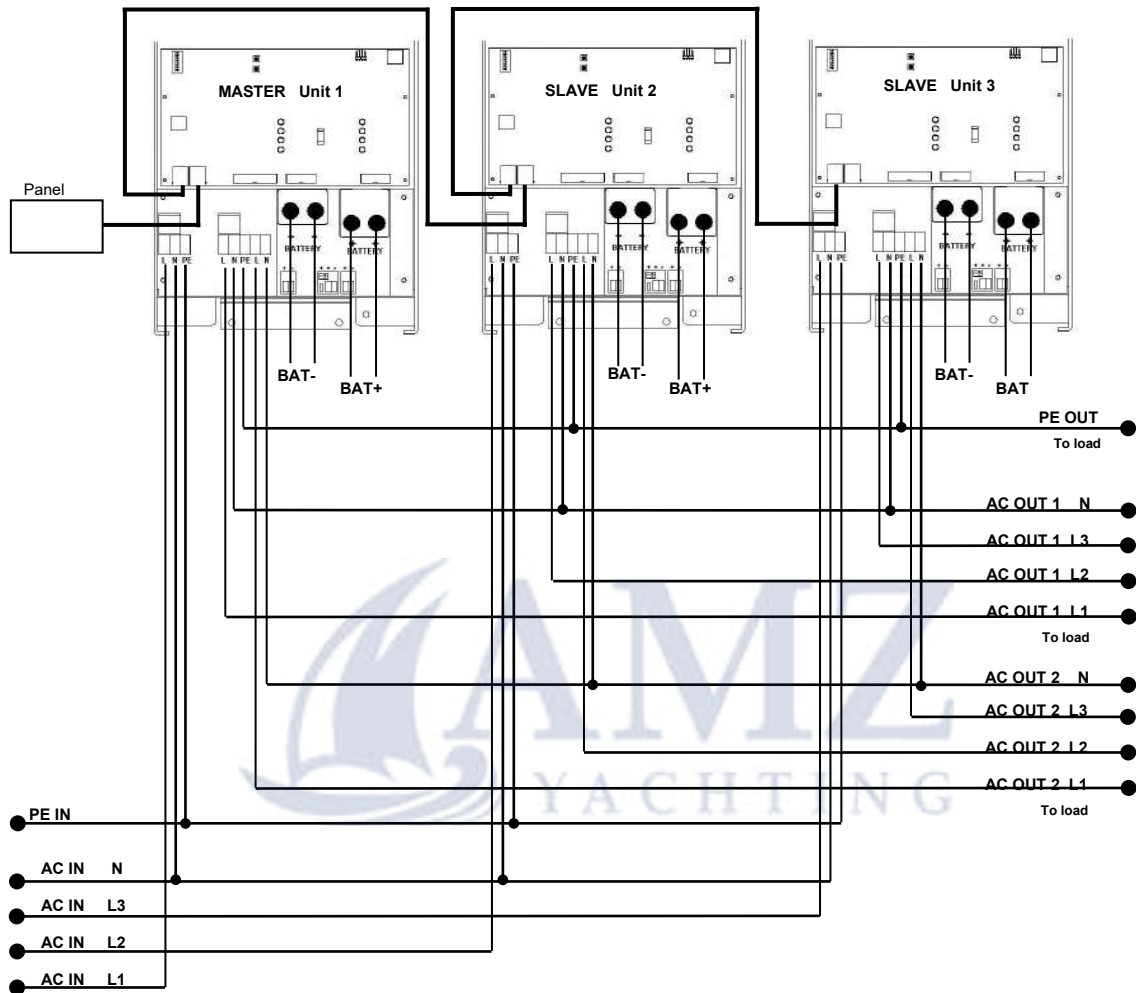 MASTER Unit 1
SLAVE Unit 2
SLAVE Unit 3
Panel
BATTERY
BATTERY
BATTERY
BATTERY
BATTERY
BATTERY
L N PE
L N PE L N
L N PE
L N PE L N
L N PE
L N PE L N
BAT-
BAT+
BAT-
BAT+
BAT-
BAT
PE OUT
To load
AC OUT 1 N
AC OUT 1 L3
AC OUT 1 L2
AC OUT 1 L1
To load
AC OUT 2 N
AC OUT 2 L3
AC OUT 2 L2
AC OUT 2 L1
To load
AMZ
YACHTING
PE IN
AC IN N
AC IN L3
AC IN L2
AC IN L1